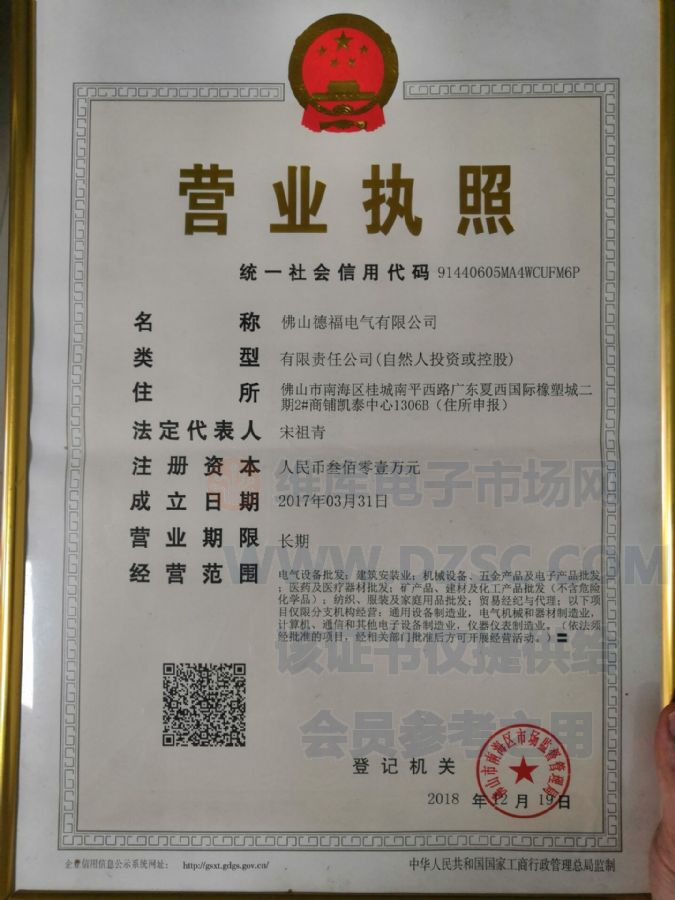 营业执照
统一社会信用代码 91440605MA4WCUFM6P
名称 佛山德福电气有限公司
类型 有限责任公司(自然人投资或控股)
住所 佛山市南海区桂城南平西路广东夏西国际橡塑城二
期2#商铺凯泰中心1306B（住所申报）
法定代表人 宋祖青
注册资本 人民币叁佰零壹万元
成立日期 2017年03月31日
营业期限 长期
经营范围 电气设备批发；建筑安装业；机械设备、五金产品及电子产品批发
；医药及医疗器材批发；矿产品、建材及化工产品批发（不含危险
化学品）；纺织、服装及家庭用品批发；贸易经纪与代理；以下项
目仅限分支机构经营：通用设备制造业，电气机械和器材制造业，
计算机、通信和其他电子设备制造业，仪器仪表制造业。（依法须
经批准的项目，经相关部门批准后方可开展经营活动。）〓
维库电子市场网
WWW.DZSC.COM
该证书仅提供给
会员参考之用
登记机关
佛山市南海区市场监督管理局
2018 年 12 月 19 日
企业信用信息公示系统网址： http://gsxt.gdgs.gov.cn/
中华人民共和国国家工商行政管理总局监制